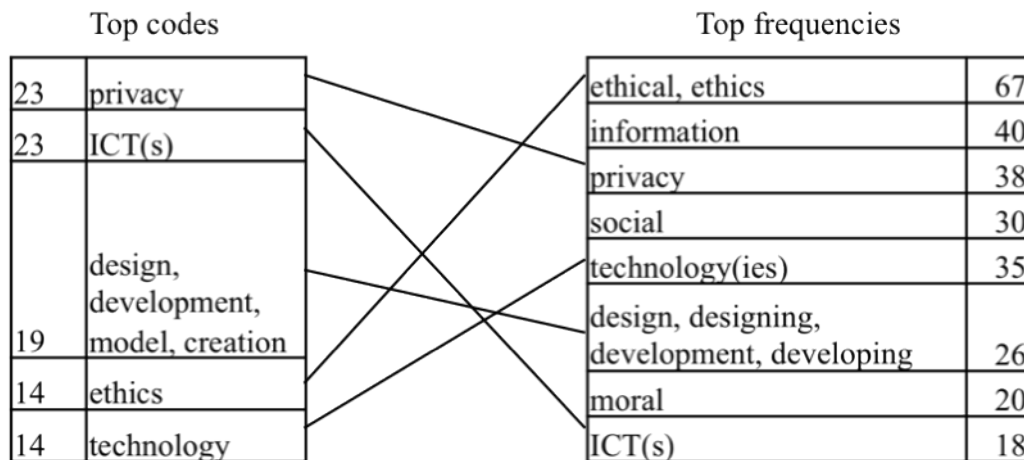 Top codes
Top frequencies
23 privacy
23 ICT(s)
design,
development,
19 model, creation
14 ethics
14 technology
ethical, ethics 67
information 40
privacy 38
social 30
technology(ies) 35
design, designing,
development, developing 26
moral 20
ICT(s) 18